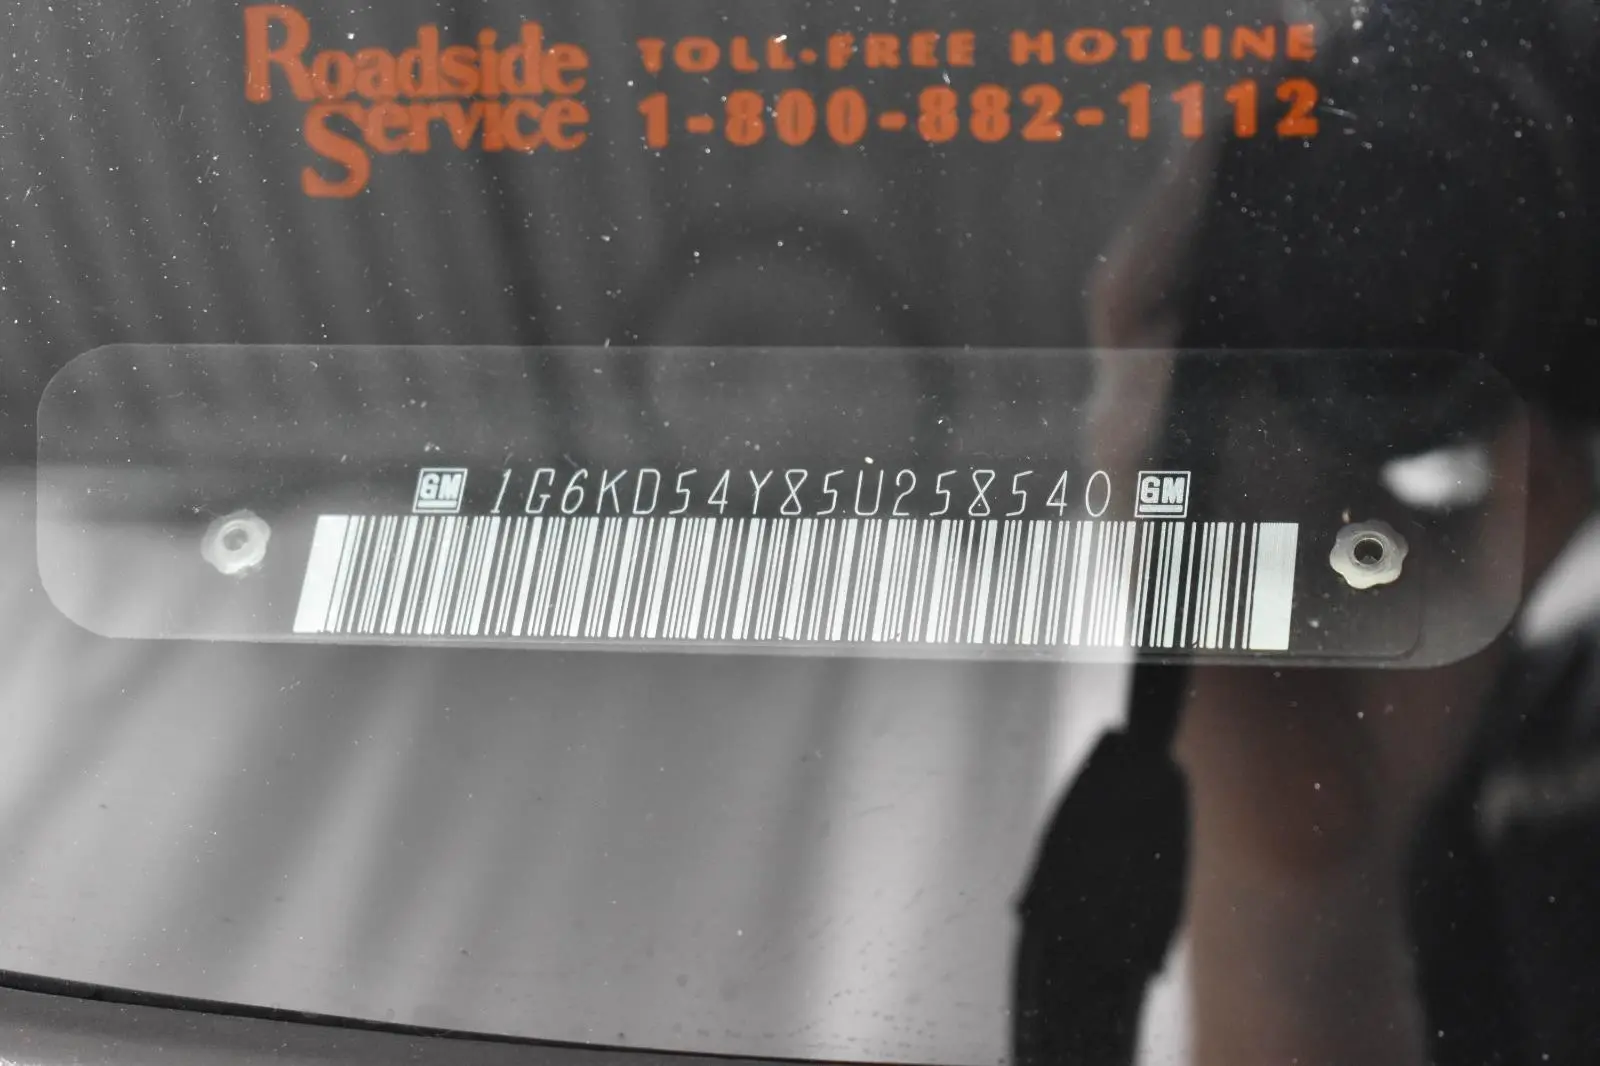 Roadside
Service
TOLL-FREE HOTLINE
1-800-882-1112
GM 1G6KD54Y85U258540 GM